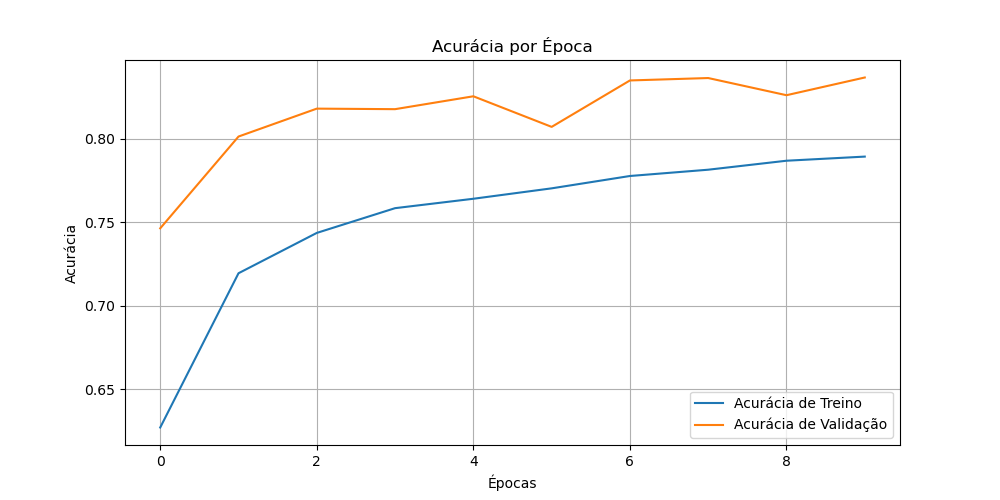 Acurácia por Época
Acurácia
0.80
0.75
0.70
0.65
0 2 4 6 8
Épocas
Acurácia de Treino
Acurácia de Validação